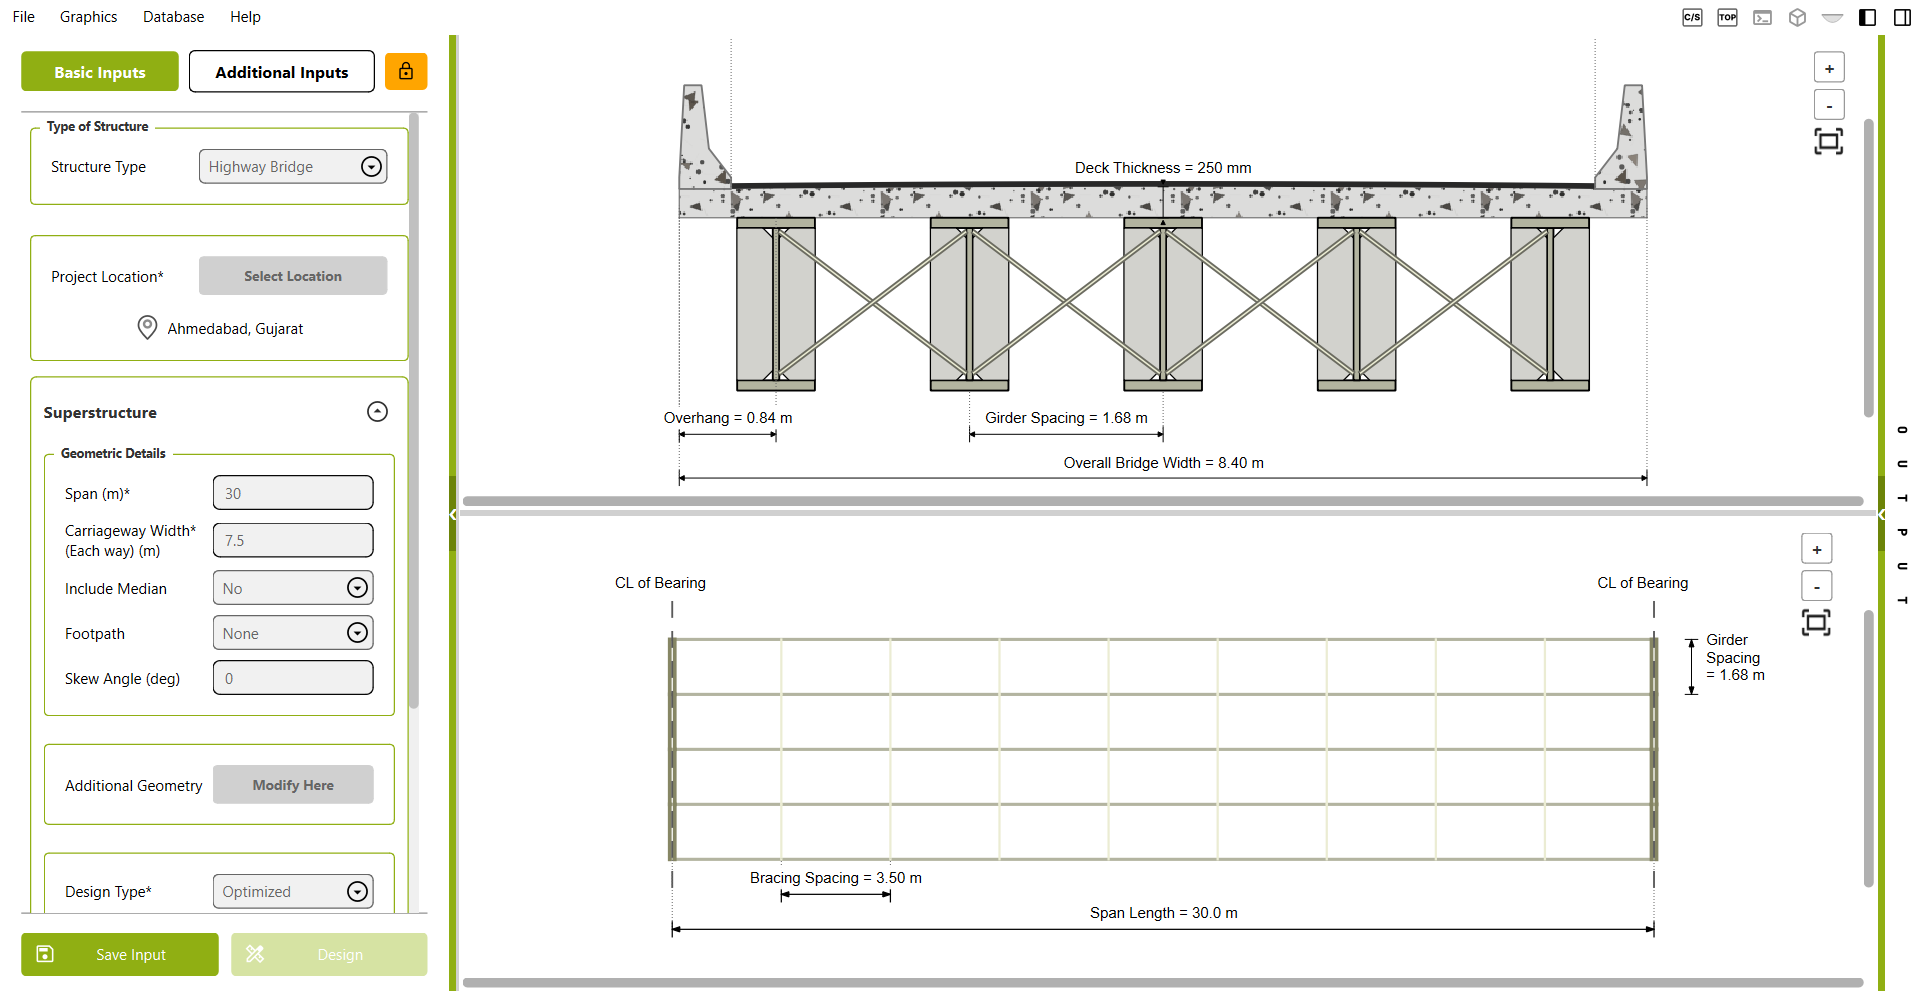 File Graphics Database Help
C/S TOP
Basic Inputs Additional Inputs
Type of Structure
Structure Type Highway Bridge
Project Location* Select Location
Ahmedabad, Gujarat
Superstructure
Geometric Details
Span (m)* 30
Carriageway Width* 7.5
(Each way) (m)
Include Median No
Footpath None
Skew Angle (deg) 0
Additional Geometry Modify Here
Design Type* Optimized
Save Input Design
+
-
Deck Thickness = 250 mm
Overhang = 0.84 m
Girder Spacing = 1.68 m
Overall Bridge Width = 8.40 m
+
-
CL of Bearing CL of Bearing
Girder
Spacing
= 1.68 m
Bracing Spacing = 3.50 m
Span Length = 30.0 m
OUTPUT